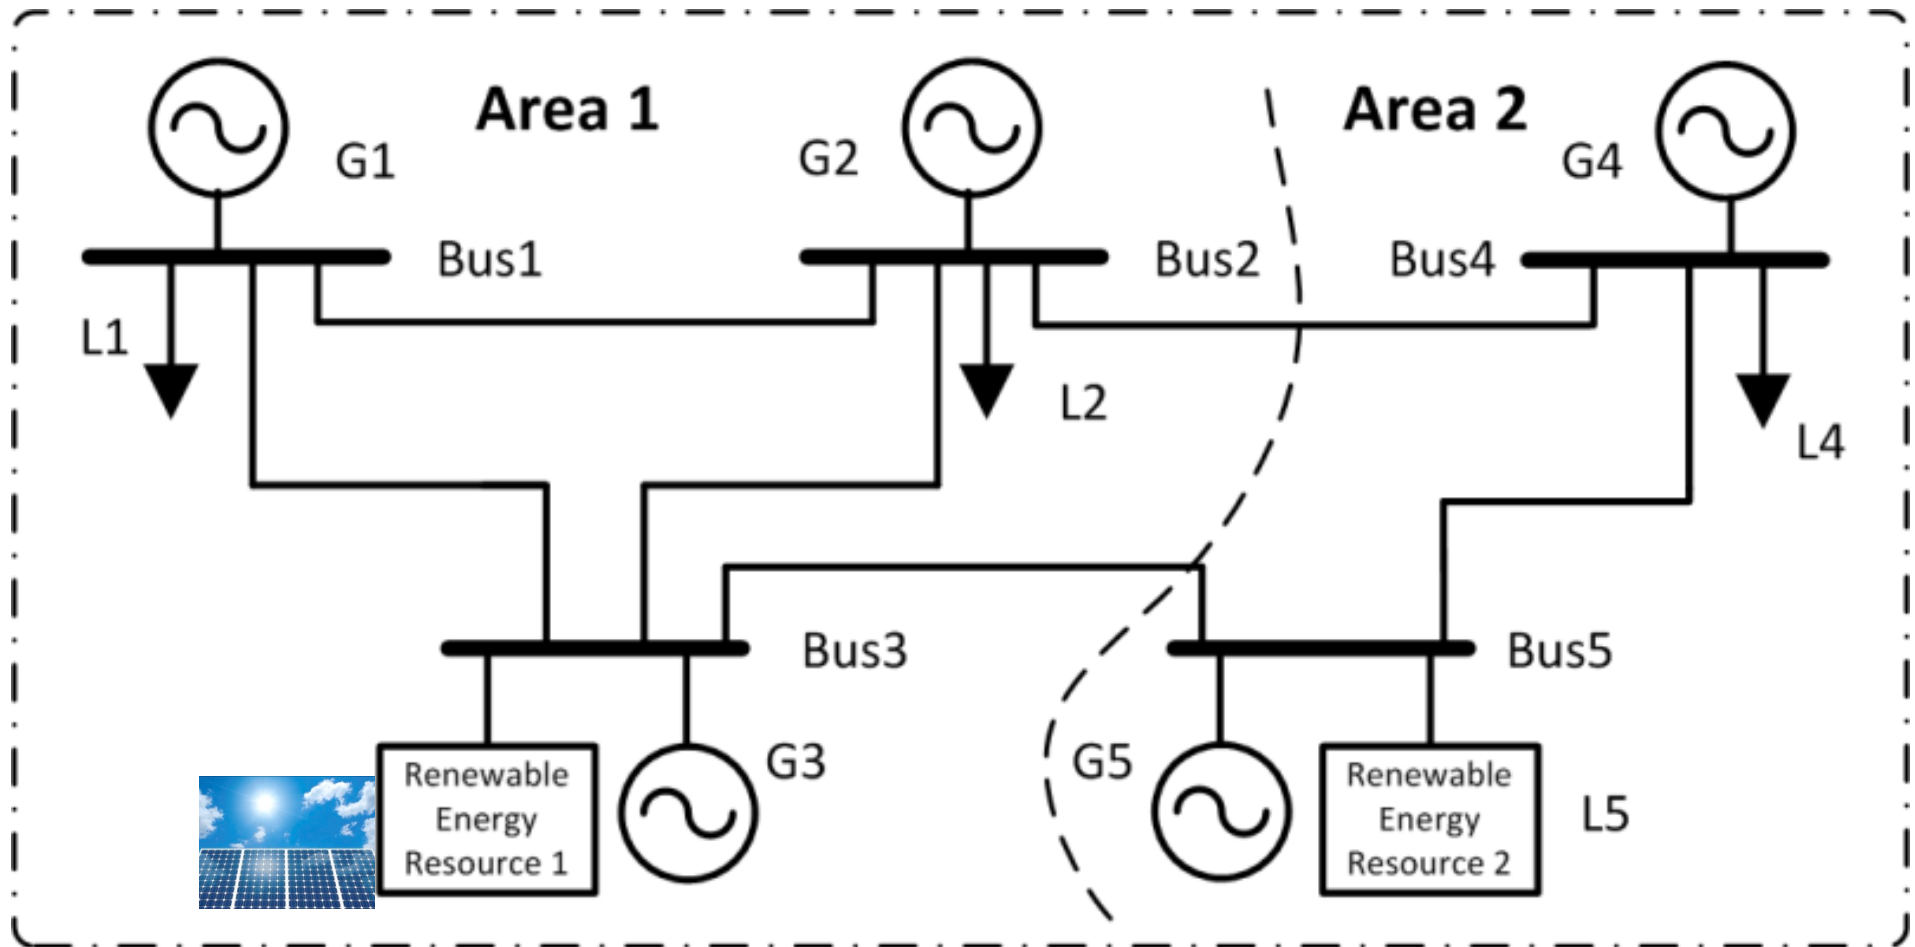 Area 1
Area 2
G1
G2
G4
Bus1
Bus2
Bus4
L1
L2
L4
Bus3
Bus5
Renewable
Energy
Resource 1
G3
G5
Renewable
Energy
Resource 2
L5